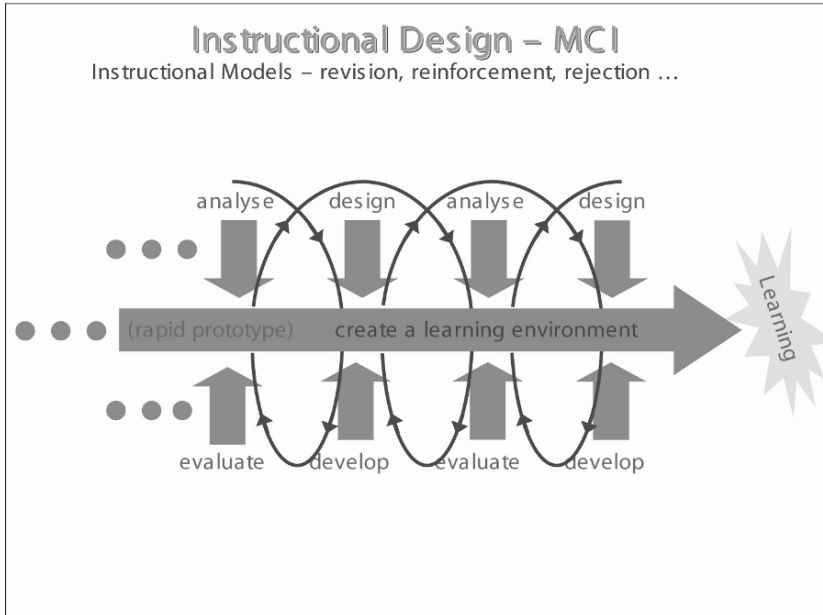 Instructional Design – MCI
Instructional Models – revision, reinforcement, rejection ...
analyse design analyse design
(rapid prototype) create a learning environment
Learning
evaluate develop evaluate develop